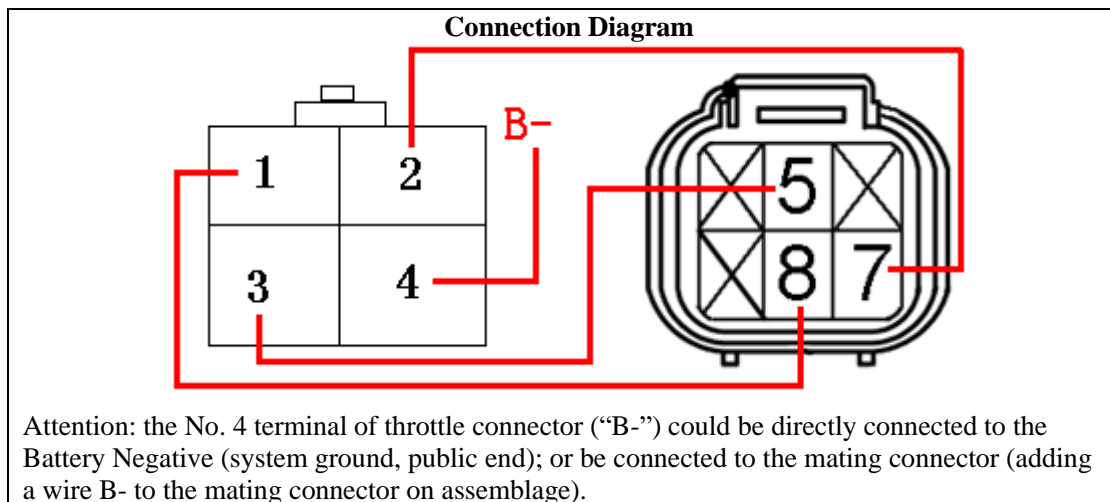 Connection Diagram
B-
1
2
5
3
4
8
7
Attention: the No. 4 terminal of throttle connector (“B-”) could be directly connected to the
Battery Negative (system ground, public end); or be connected to the mating connector (adding
a wire B- to the mating connector on assemblage).